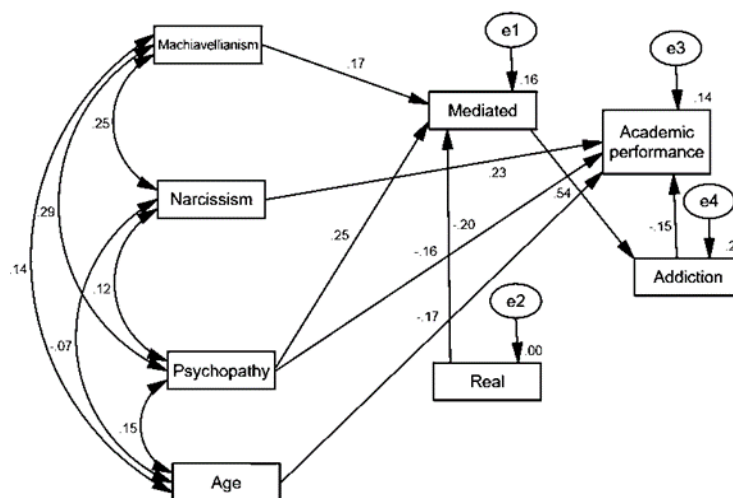 e1
e3
Machiavellianism
.17
.16
Mediated
.14
Academic
performance
.25
Narcissism
.23
.54
e4
.29
-.20
-.15
.25
-.16
.2
Addiction
.14
.12
e2
-.17
-.07
.00
Psychopathy
Real
.15
Age